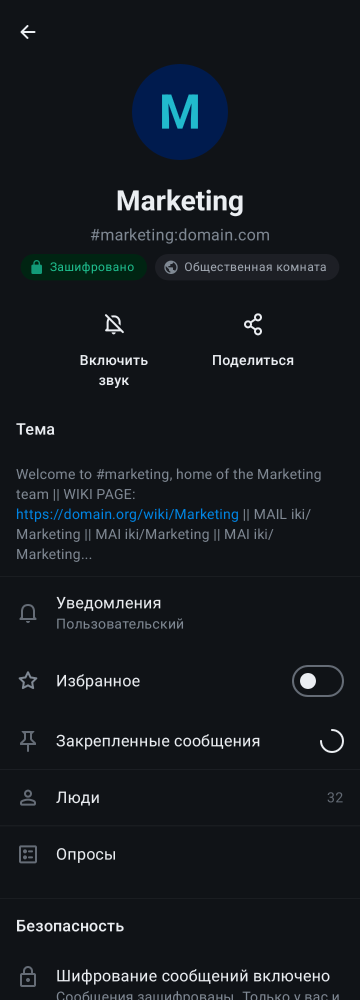 M
Marketing
#marketing:domain.com
Зашифровано
Общественная комната
Включить
звук
Поделиться
Тема
Welcome to #marketing, home of the Marketing
team || WIKI PAGE:
https://domain.org/wiki/Marketing || MAIL iki/
Marketing || MAI iki/Marketing || MAI iki/
Marketing...
Уведомления
Пользовательский
Избранное
Закрепленные сообщения
Люди 32
Опросы
Безопасность
Шифрование сообщений включено
Сообщения зашифрованы. Только у вас и